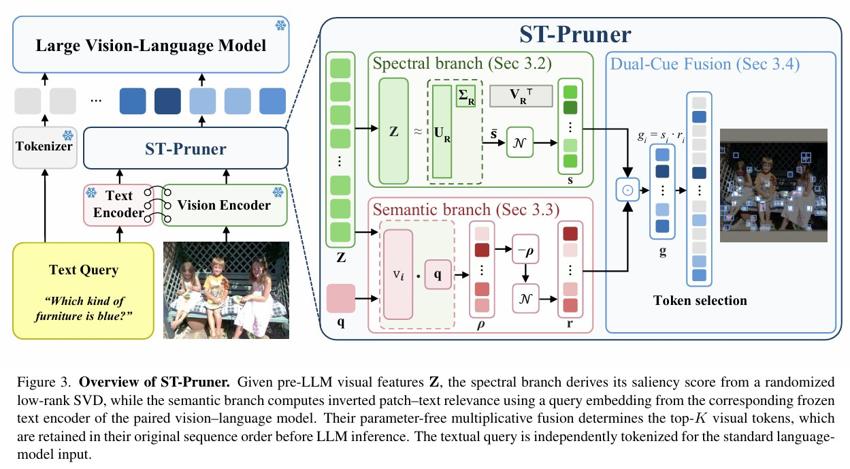 Large Vision-Language Model
...
Tokenizer
ST-Pruner
Text
Encoder
Vision Encoder
Text Query
“Which kind of
furniture is blue?”
ST-Pruner
Spectral branch (Sec 3.2)
Z
≈
U_R
Σ_R
V_R^⊤
s̄
𝒩
s
Z
Semantic branch (Sec 3.3)
v_i
·
q
ρ
−ρ
𝒩
r
q
Dual-Cue Fusion (Sec 3.4)
g_i = s_i · r_i
⊙
g
Token selection
Figure 3. Overview of ST-Pruner. Given pre-LLM visual features Z, the spectral branch derives its saliency score from a randomized
low-rank SVD, while the semantic branch computes inverted patch–text relevance using a query embedding from the corresponding frozen
text encoder of the paired vision–language model. Their parameter-free multiplicative fusion determines the top-K visual tokens, which
are retained in their original sequence order before LLM inference. The textual query is independently tokenized for the standard language-
model input.